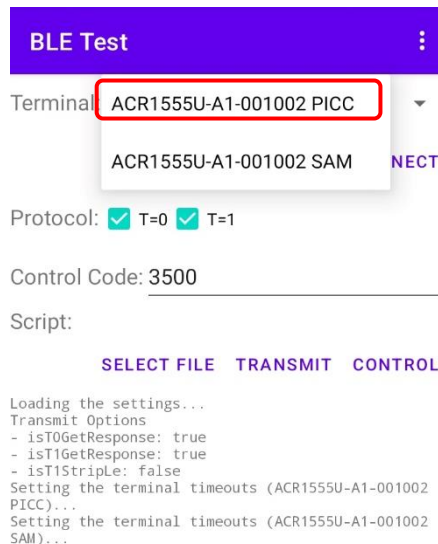 BLE Test
Terminal: ACR1555U-A1-001002 PICC
ACR1555U-A1-001002 SAM NECT
Protocol: T=0 T=1
Control Code: 3500
Script:
SELECT FILE TRANSMIT CONTROL
Loading the settings...
Transmit Options
- isT0GetResponse: true
- isT1GetResponse: true
- isT1StripLe: false
Setting the terminal timeouts (ACR1555U-A1-001002
PICC)...
Setting the terminal timeouts (ACR1555U-A1-001002
SAM)...